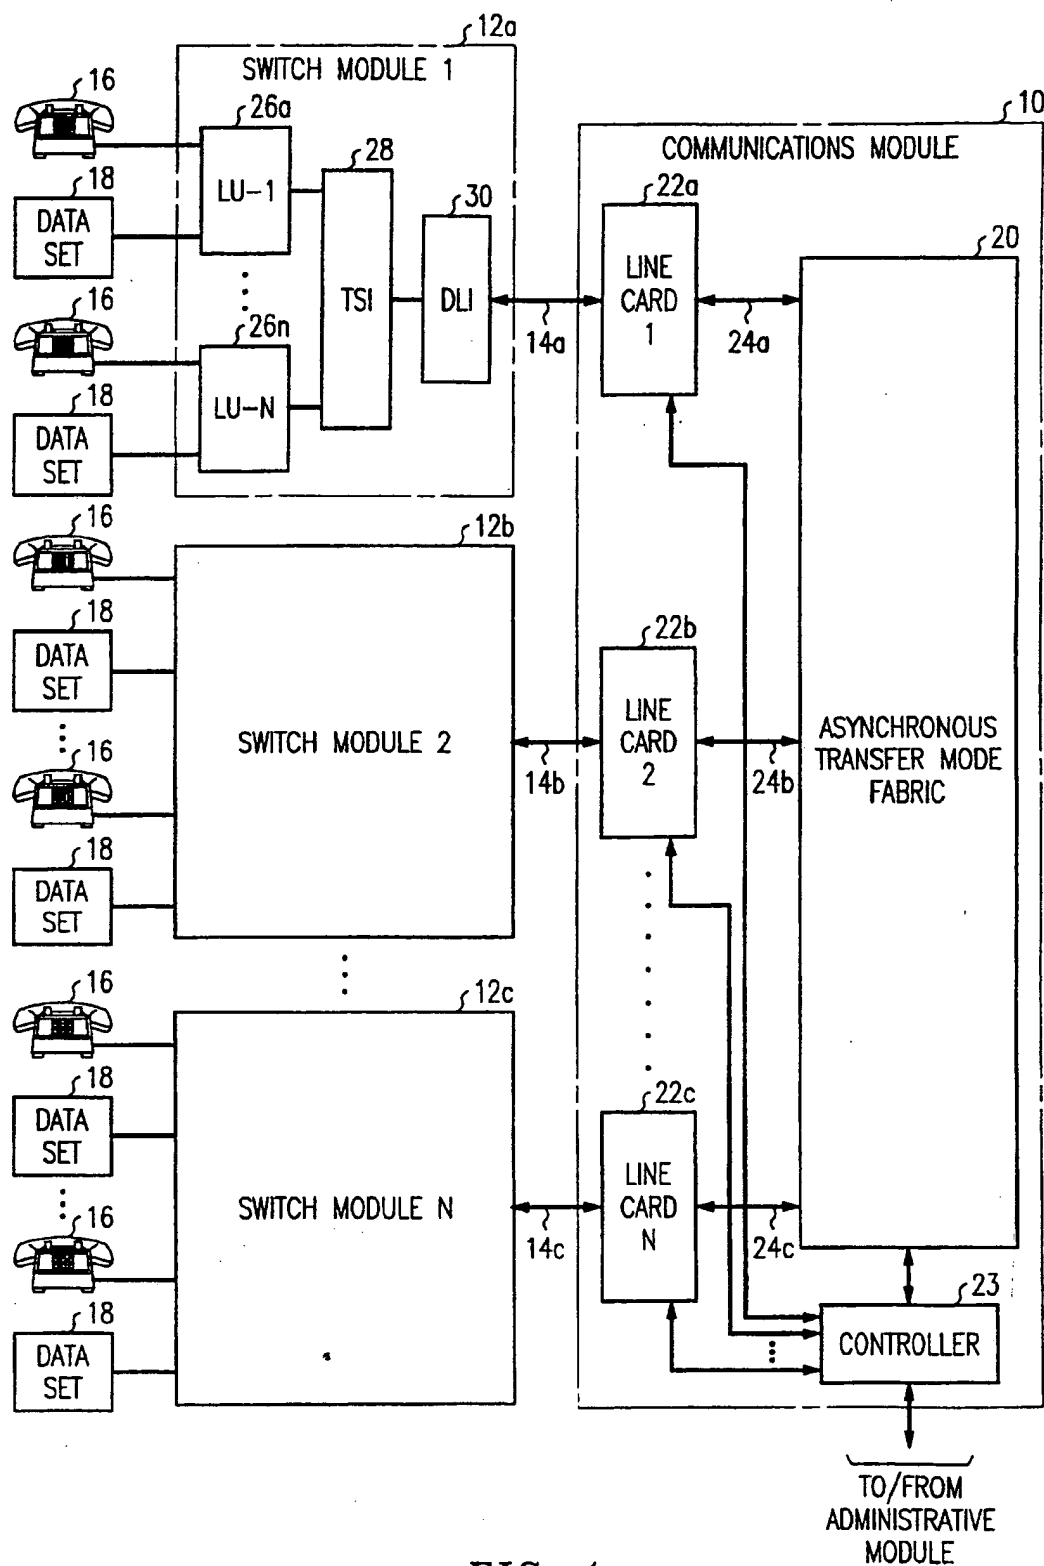 12a
SWITCH MODULE 1
16
26a
10
COMMUNICATIONS MODULE
28
22a
18
LU-1
30
20
DATA
SET
LINE
CARD
1
TSI
DLI
16
26n
14a
24a
18
LU-N
DATA
SET
16
12b
18
22b
DATA
SET
LINE
CARD
2
SWITCH MODULE 2
ASYNCHRONOUS
TRANSFER MODE
FABRIC
16
14b
24b
18
DATA
SET
16
12c
18
22c
DATA
SET
LINE
CARD
N
SWITCH MODULE N
16
14c
24c
23
18
CONTROLLER
DATA
SET
TO/FROM
ADMINISTRATIVE
MODULE